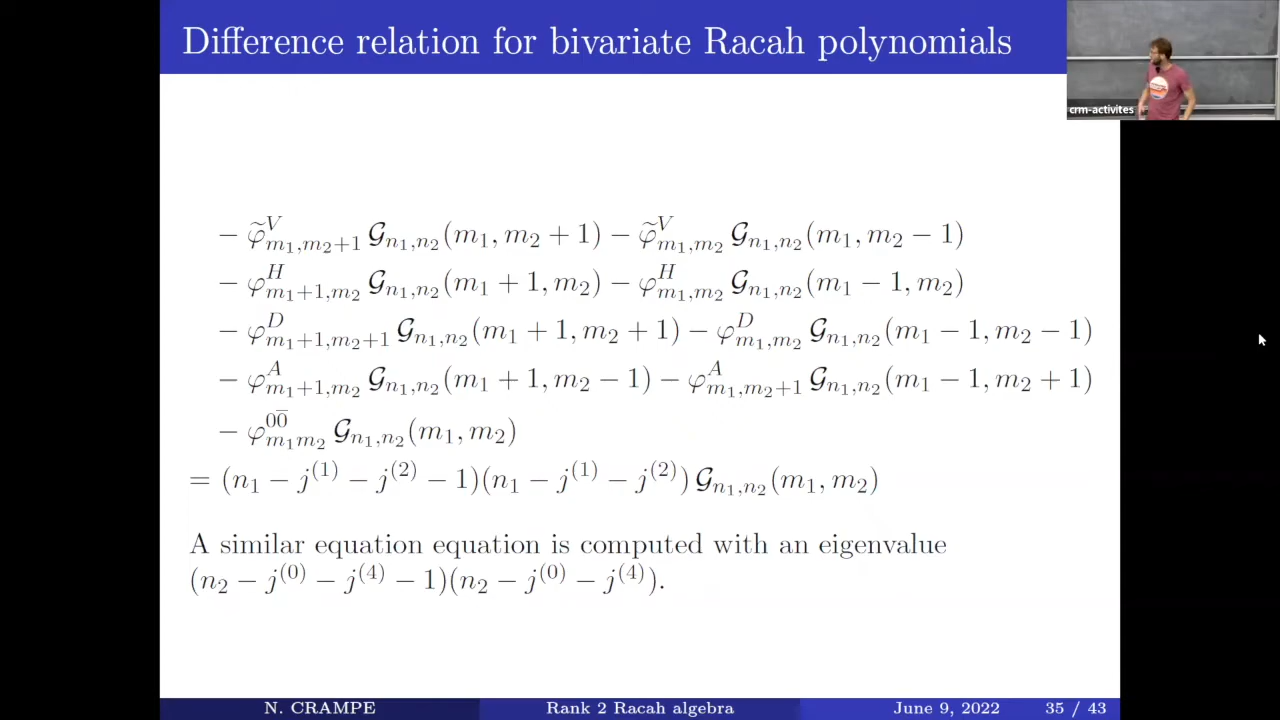 Difference relation for bivariate Racah polynomials
crm-activites
− φ̃^V_{m₁,m₂+1} 𝒢_{n₁,n₂}(m₁, m₂ + 1) − φ̃^V_{m₁,m₂} 𝒢_{n₁,n₂}(m₁, m₂ − 1)
− φ^H_{m₁+1,m₂} 𝒢_{n₁,n₂}(m₁ + 1, m₂) − φ^H_{m₁,m₂} 𝒢_{n₁,n₂}(m₁ − 1, m₂)
− φ^D_{m₁+1,m₂+1} 𝒢_{n₁,n₂}(m₁ + 1, m₂ + 1) − φ^D_{m₁,m₂} 𝒢_{n₁,n₂}(m₁ − 1, m₂ − 1)
− φ^A_{m₁+1,m₂} 𝒢_{n₁,n₂}(m₁ + 1, m₂ − 1) − φ^A_{m₁,m₂+1} 𝒢_{n₁,n₂}(m₁ − 1, m₂ + 1)
− φ^{00̅}_{m₁m₂} 𝒢_{n₁,n₂}(m₁, m₂)
= (n₁ − j^{(1)} − j^{(2)} − 1)(n₁ − j^{(1)} − j^{(2)}) 𝒢_{n₁,n₂}(m₁, m₂)
A similar equation equation is computed with an eigenvalue
(n₂ − j^{(0)} − j^{(4)} − 1)(n₂ − j^{(0)} − j^{(4)}).
N. CRAMPE Rank 2 Racah algebra June 9, 2022 35 / 43